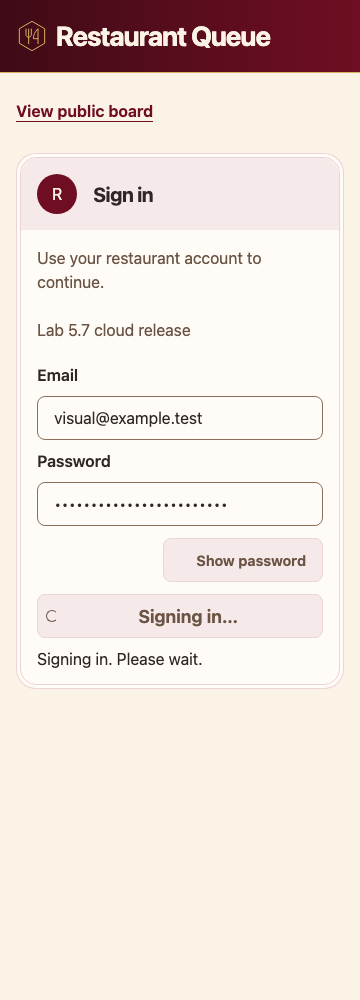 Restaurant Queue
View public board
R
Sign in
Use your restaurant account to
continue.
Lab 5.7 cloud release
Email
visual@example.test
Password
••••••••••••••••••••••••
Show password
Signing in...
Signing in. Please wait.